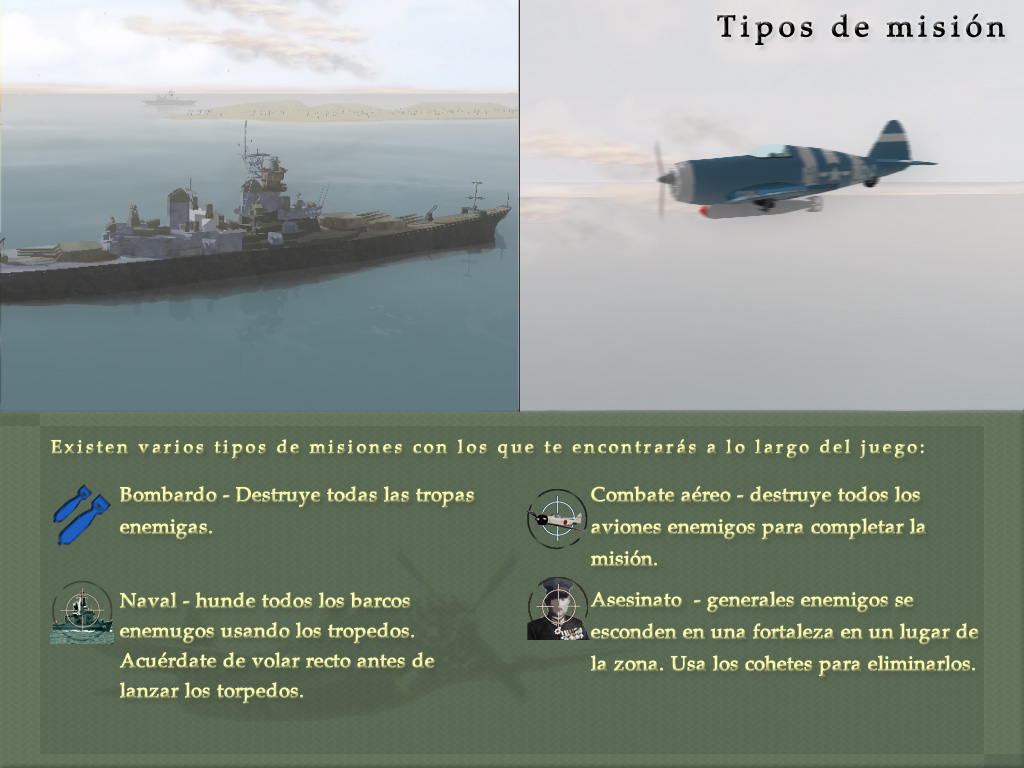 Tipos de misión
Existen varios tipos de misiones con los que te encontrarás a lo largo del juego:
Bombardo - Destruye todas las tropas
enemigas.
Combate aéreo - destruye todos los
aviones enemigos para completar la
misión.
Naval - hunde todos los barcos
enemugos usando los tropedos.
Acuérdate de volar recto antes de
lanzar los torpedos.
Asesinato - generales enemigos se
esconden en una fortaleza en un lugar de
la zona. Usa los cohetes para eliminarlos.